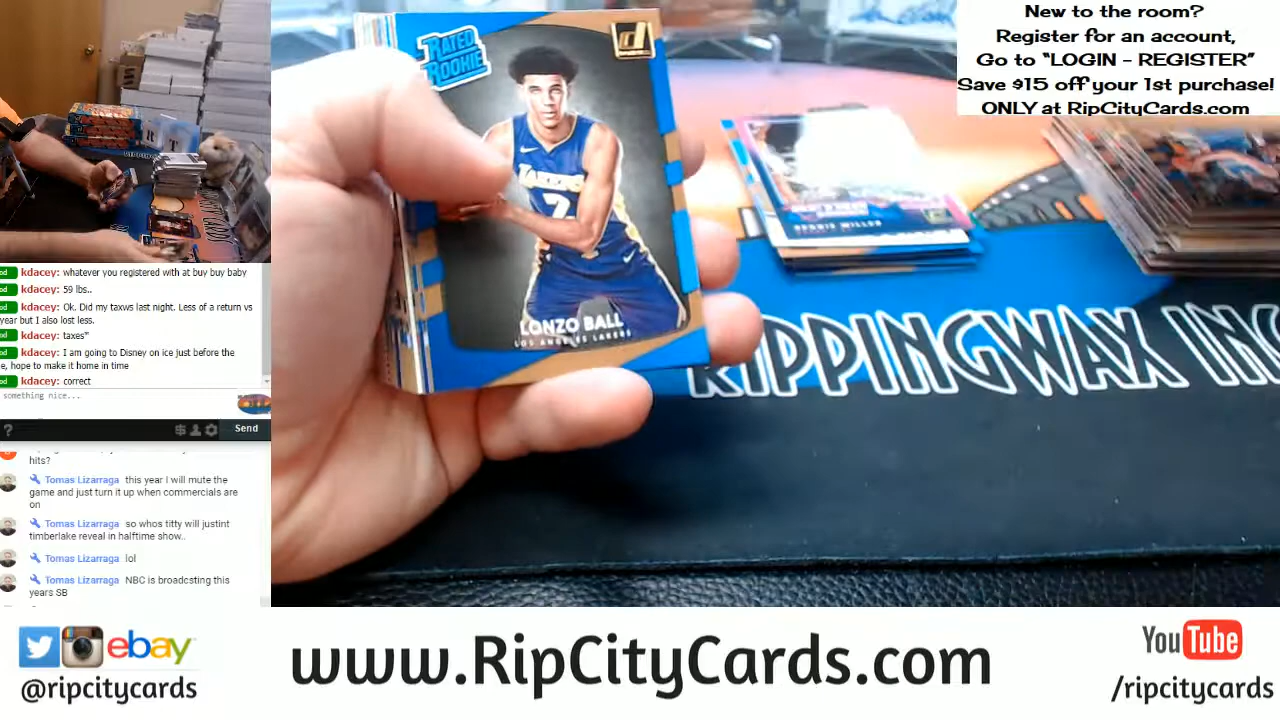 New to the room?
Register for an account,
Go to "LOGIN - REGISTER"
Save $15 off your 1st purchase!
ONLY at RipCityCards.com
RATED
ROOKIE
LAKERS
2
LONZO BALL
LOS ANGELES LAKERS
REGGIE MILLER
RIPPINGWAX INC
kdacey: whatever you registered with at buy buy baby
kdacey: 59 lbs..
kdacey: Ok. Did my taxws last night. Less of a return vs
year but I also lost less.
kdacey: taxes*
kdacey: I am going to Disney on ice just before the
e, hope to make it home in time
kdacey: correct
something nice...
? $ Send
hits?
Tomas Lizarraga this year I will mute the
game and just turn it up when commercials are
on
Tomas Lizarraga so whos titty will justint
timberlake reveal in halftime show..
Tomas Lizarraga lol
Tomas Lizarraga NBC is broadcsting this
years SB
ebay
@ripcitycards
www.RipCityCards.com
YouTube
/ripcitycards